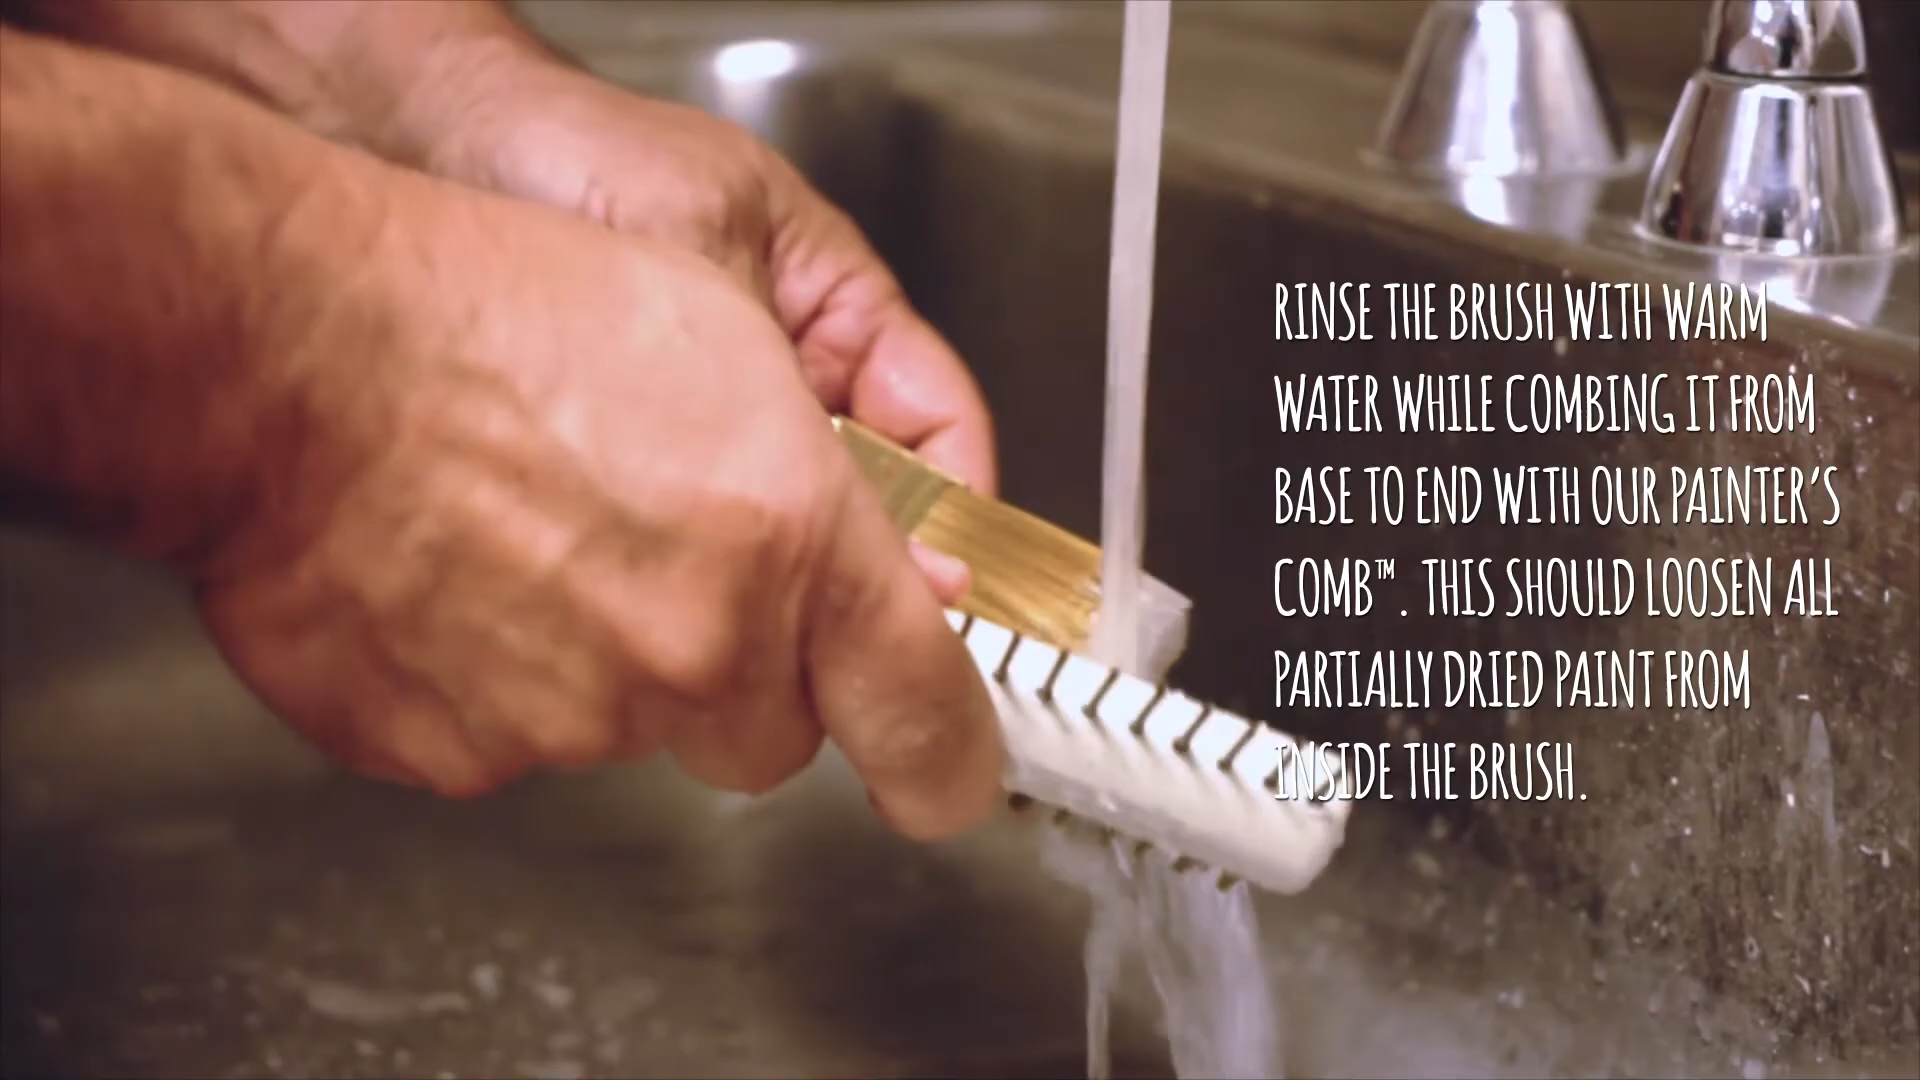 RINSE THE BRUSH WITH WARM
WATER WHILE COMBING IT FROM
BASE TO END WITH OUR PAINTER'S
COMB™. THIS SHOULD LOOSEN ALL
PARTIALLY DRIED PAINT FROM
INSIDE THE BRUSH.